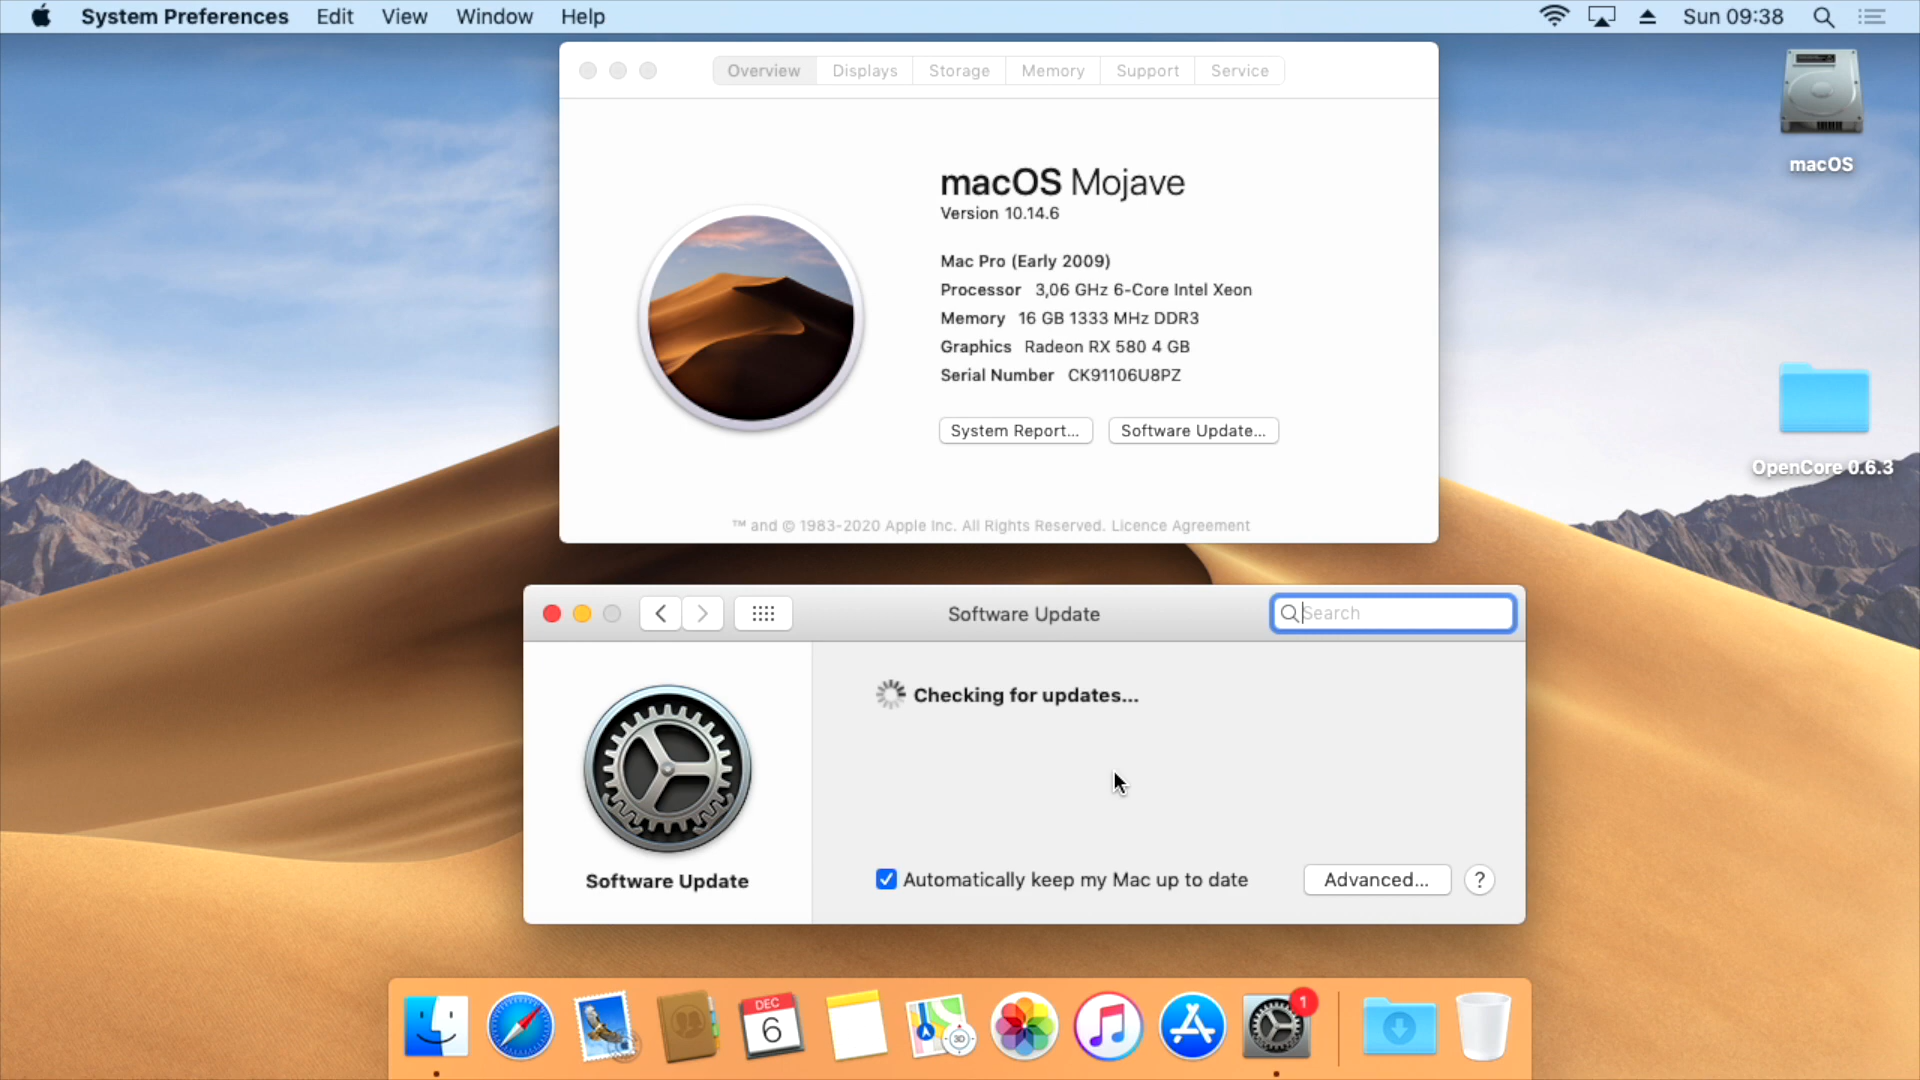 System Preferences Edit View Window Help Sun 09:38
Overview Displays Storage Memory Support Service
macOS Mojave
Version 10.14.6
Mac Pro (Early 2009)
Processor 3,06 GHz 6-Core Intel Xeon
Memory 16 GB 1333 MHz DDR3
Graphics Radeon RX 580 4 GB
Serial Number CK91106U8PZ
System Report... Software Update...
™ and © 1983-2020 Apple Inc. All Rights Reserved. Licence Agreement
macOS
OpenCore 0.6.3
Software Update
Search
Checking for updates...
Software Update
Automatically keep my Mac up to date
Advanced... ?
DEC
6
3D
1